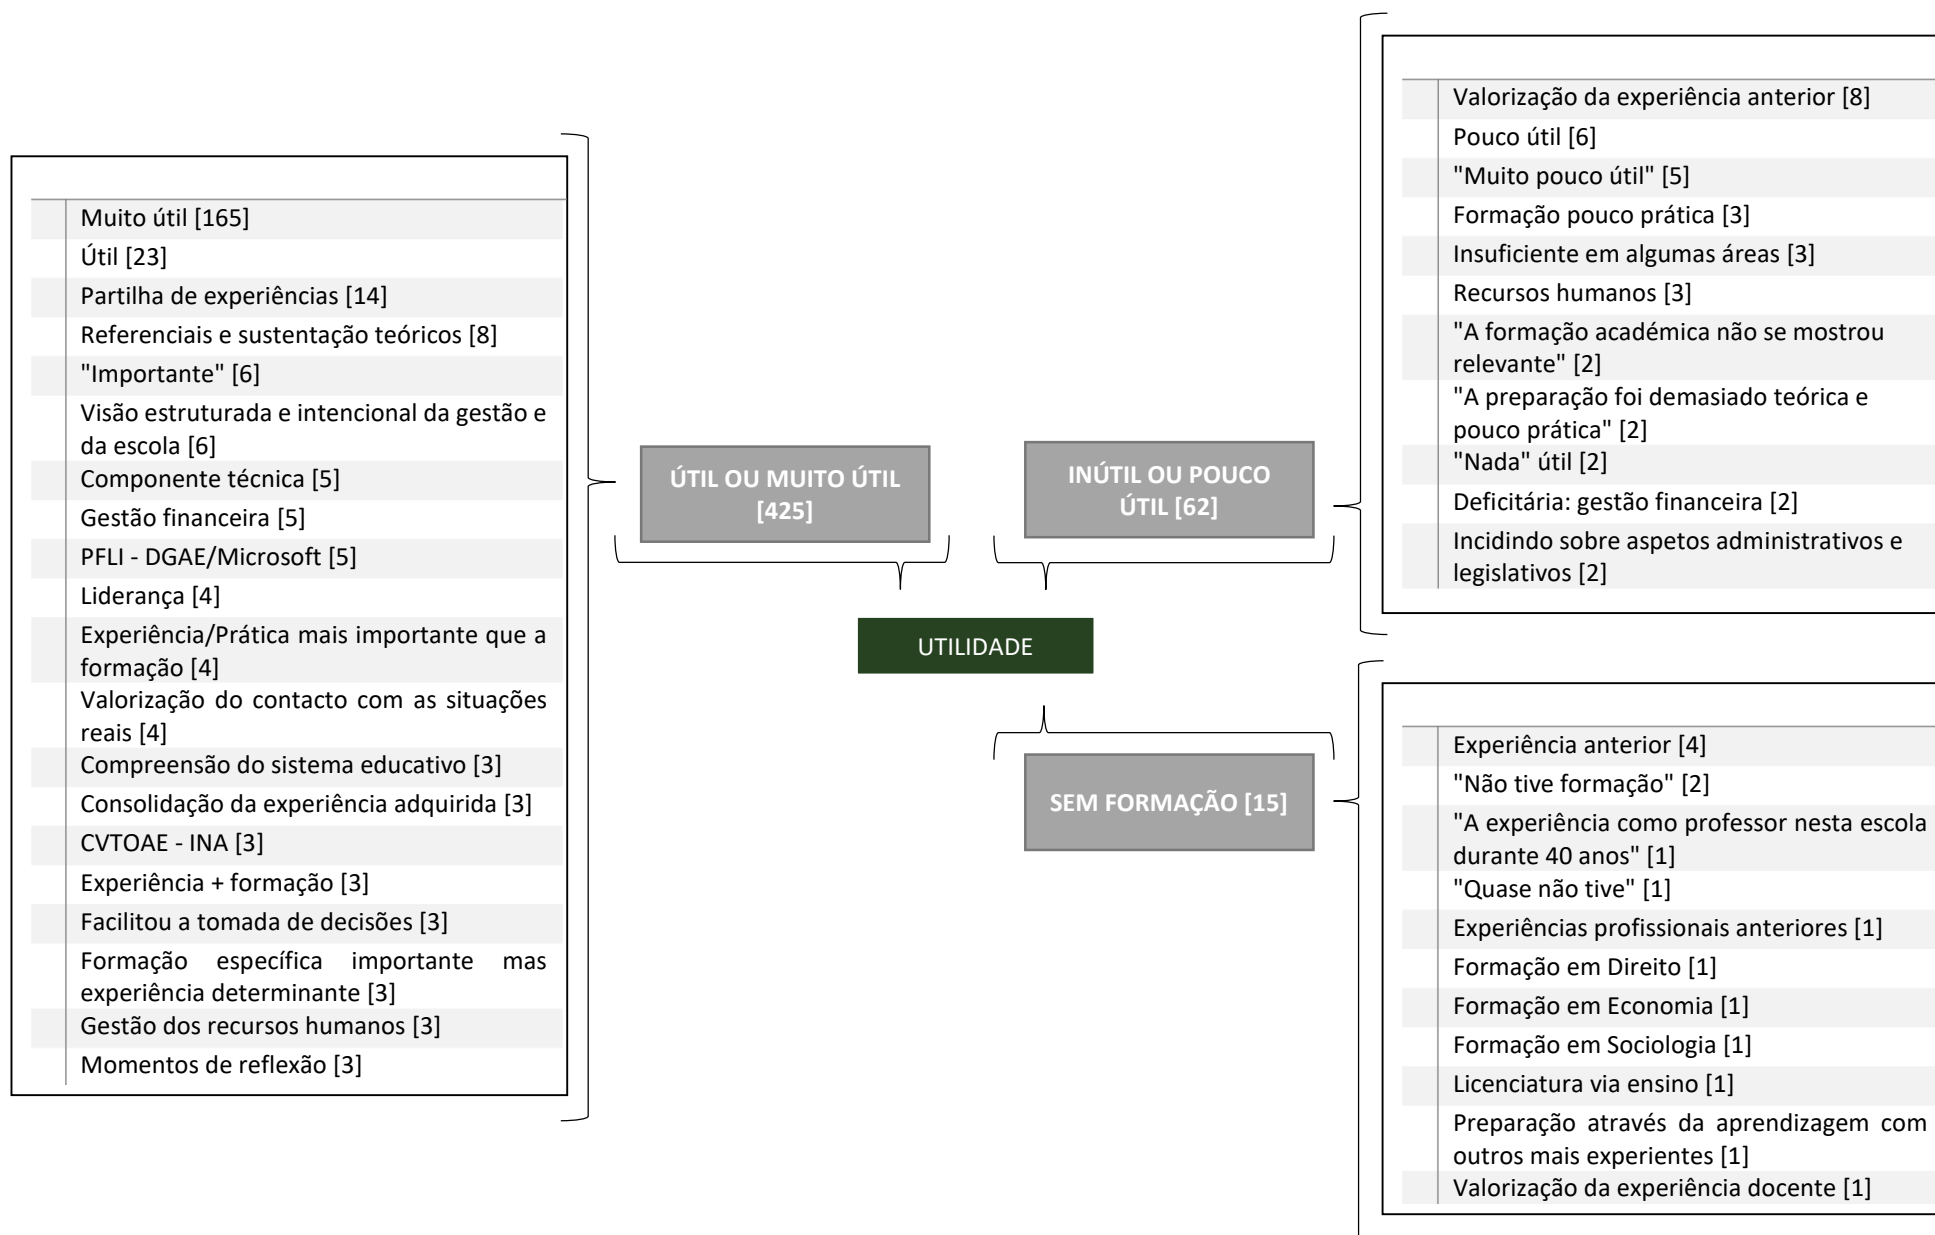 Muito útil [165]
Útil [23]
Partilha de experiências [14]
Referenciais e sustentação teóricos [8]
"Importante" [6]
Visão estruturada e intencional da gestão e
da escola [6]
Componente técnica [5]
Gestão financeira [5]
PFLI - DGAE/Microsoft [5]
Liderança [4]
Experiência/Prática mais importante que a
formação [4]
Valorização do contacto com as situações
reais [4]
Compreensão do sistema educativo [3]
Consolidação da experiência adquirida [3]
CVTOAE - INA [3]
Experiência + formação [3]
Facilitou a tomada de decisões [3]
Formação específica importante mas
experiência determinante [3]
Gestão dos recursos humanos [3]
Momentos de reflexão [3]
ÚTIL OU MUITO ÚTIL
[425]
INÚTIL OU POUCO
ÚTIL [62]
UTILIDADE
SEM FORMAÇÃO [15]
Valorização da experiência anterior [8]
Pouco útil [6]
"Muito pouco útil" [5]
Formação pouco prática [3]
Insuficiente em algumas áreas [3]
Recursos humanos [3]
"A formação académica não se mostrou
relevante" [2]
"A preparação foi demasiado teórica e
pouco prática" [2]
"Nada" útil [2]
Deficitária: gestão financeira [2]
Incidindo sobre aspetos administrativos e
legislativos [2]
Experiência anterior [4]
"Não tive formação" [2]
"A experiência como professor nesta escola
durante 40 anos" [1]
"Quase não tive" [1]
Experiências profissionais anteriores [1]
Formação em Direito [1]
Formação em Economia [1]
Formação em Sociologia [1]
Licenciatura via ensino [1]
Preparação através da aprendizagem com
outros mais experientes [1]
Valorização da experiência docente [1]